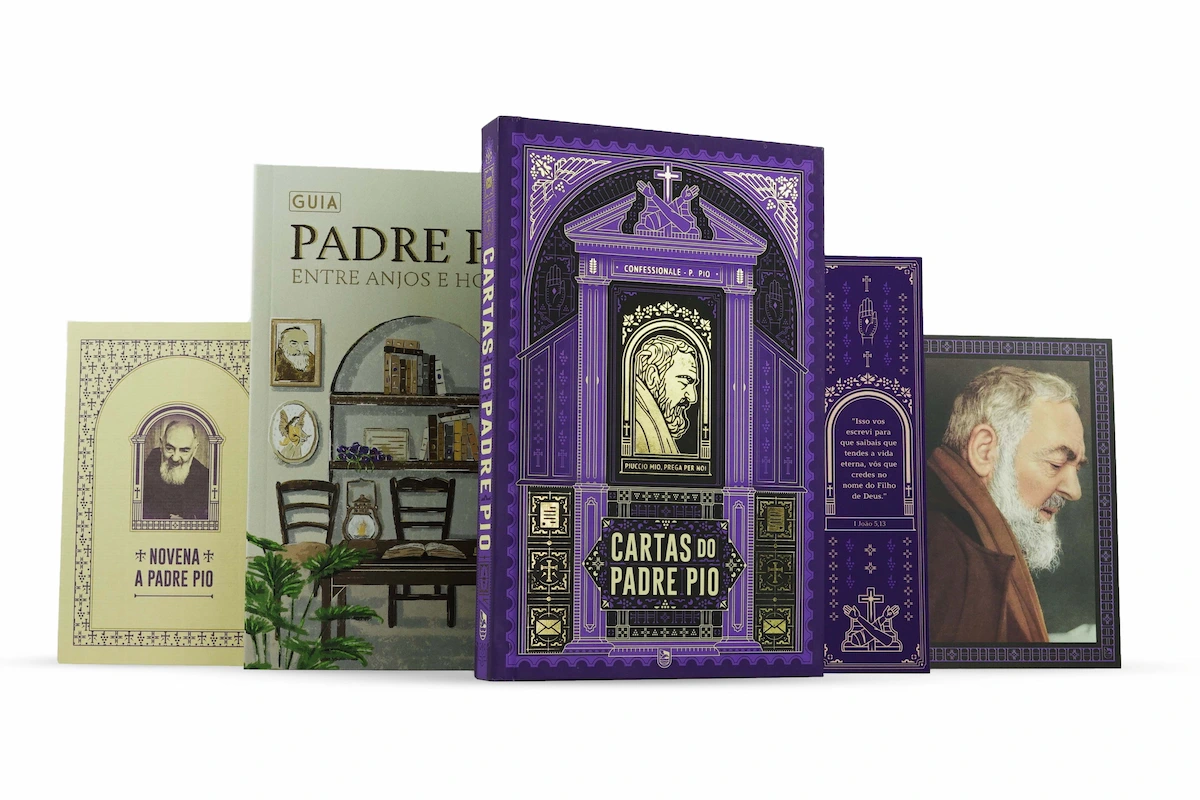 NOVENA
A PADRE PIO
GUIA
PADRE P
ENTRE ANJOS E HO
CARTAS DO PADRE PIO
CONFESSIONALE - P. PIO
PIUCCIO MIO, PREGA PER NOI
CARTAS DO
PADRE PIO
"Isso vos
escrevi para
que saibais que
tendes a vida
eterna, vós que
credes no
nome do Filho
de Deus."
I João 5,13